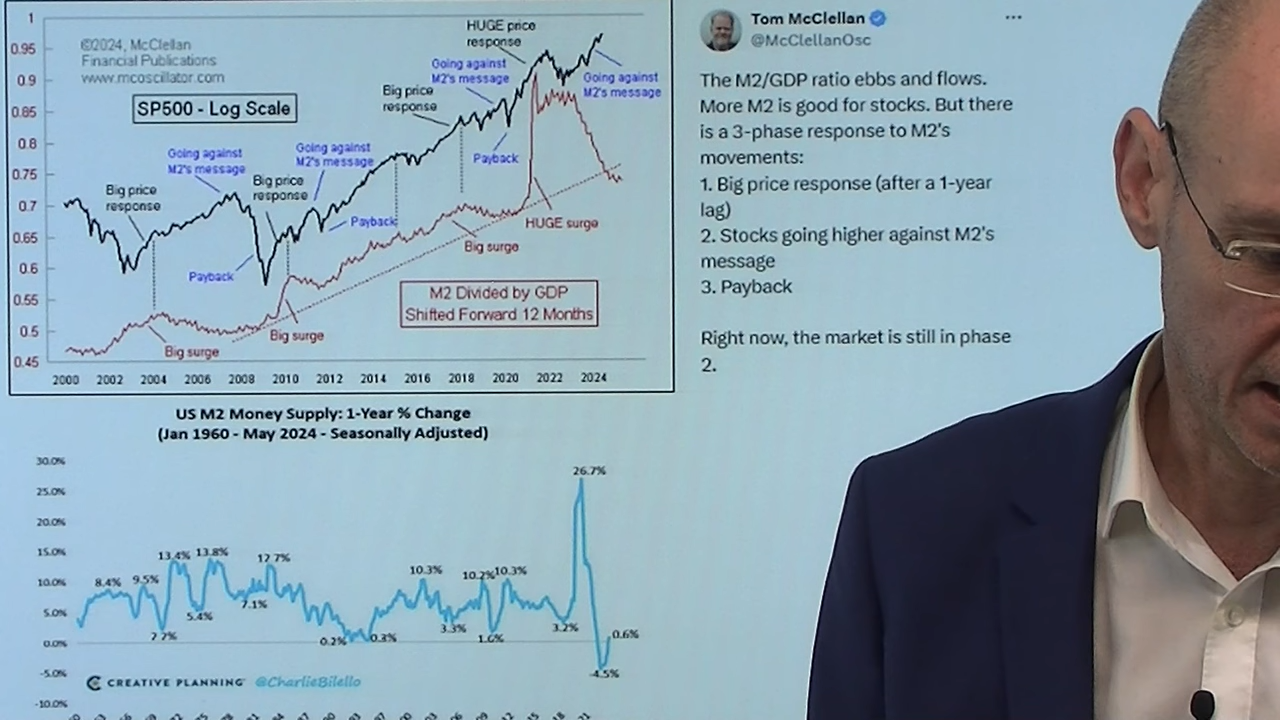 1
0.95
0.9
0.85
0.8
0.75
0.7
0.65
0.6
0.55
0.5
0.45
©2024, McClellan
Financial Publications
www.mcoscillator.com
SP500 - Log Scale
HUGE price
response
Going against
M2's message
Going against
M2's message
Big price
response
Going against
M2's message
Going against
M2's message
Big price
response
Big price
response
Payback
Payback
Payback
HUGE surge
Big surge
Big surge
Big surge
M2 Divided by GDP
Shifted Forward 12 Months
2000 2002 2004 2006 2008 2010 2012 2014 2016 2018 2020 2022 2024
Tom McClellan
@McClellanOsc
The M2/GDP ratio ebbs and flows.
More M2 is good for stocks. But there
is a 3-phase response to M2's
movements:
1. Big price response (after a 1-year
lag)
2. Stocks going higher against M2's
message
3. Payback
Right now, the market is still in phase
2.
US M2 Money Supply: 1-Year % Change
(Jan 1960 - May 2024 - Seasonally Adjusted)
30.0%
25.0%
20.0%
15.0%
10.0%
5.0%
0.0%
-5.0%
-10.0%
8.4%
9.5%
13.4%
13.8%
12.7%
7.1%
5.4%
0.2%
0.3%
10.3%
3.3%
10.2%
10.3%
1.6%
3.2%
26.7%
0.6%
-4.5%
CREATIVE PLANNING @CharlieBilello